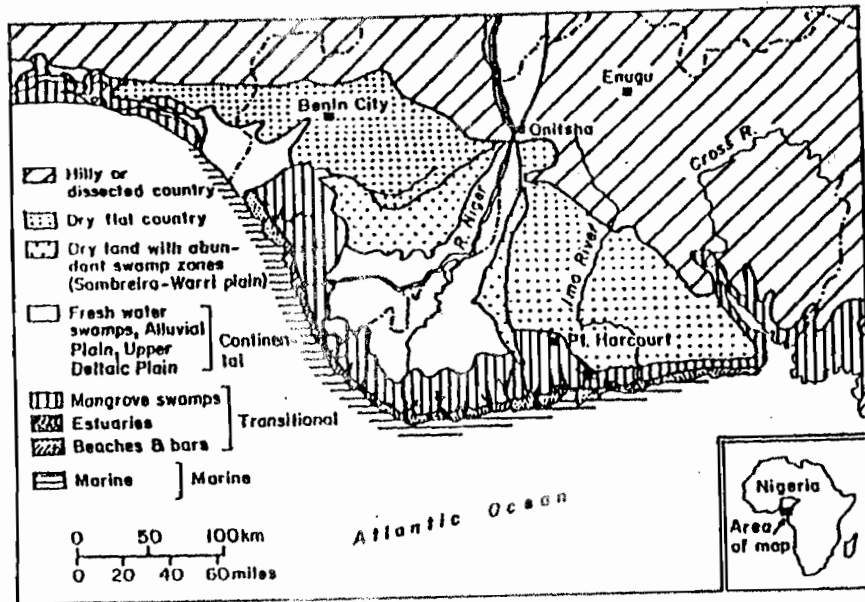 Enugu
Benin City
Onitsha
Cross R.
R. Niger
Imo River
Pt. Harcourt
Hilly or
dissected country
Dry flat country
Dry land with abun-
dant swamp zones
(Sombreiro-Warri plain)
Fresh water
swamps, Alluvial
Plain, Upper
Deltaic Plain
Continen
tal
Mangrove swamps
Estuaries
Beaches & bars
Transitional
Marine
Marine
Atlantic Ocean
0 50 100km
0 20 40 60miles
Nigeria
Area
of map